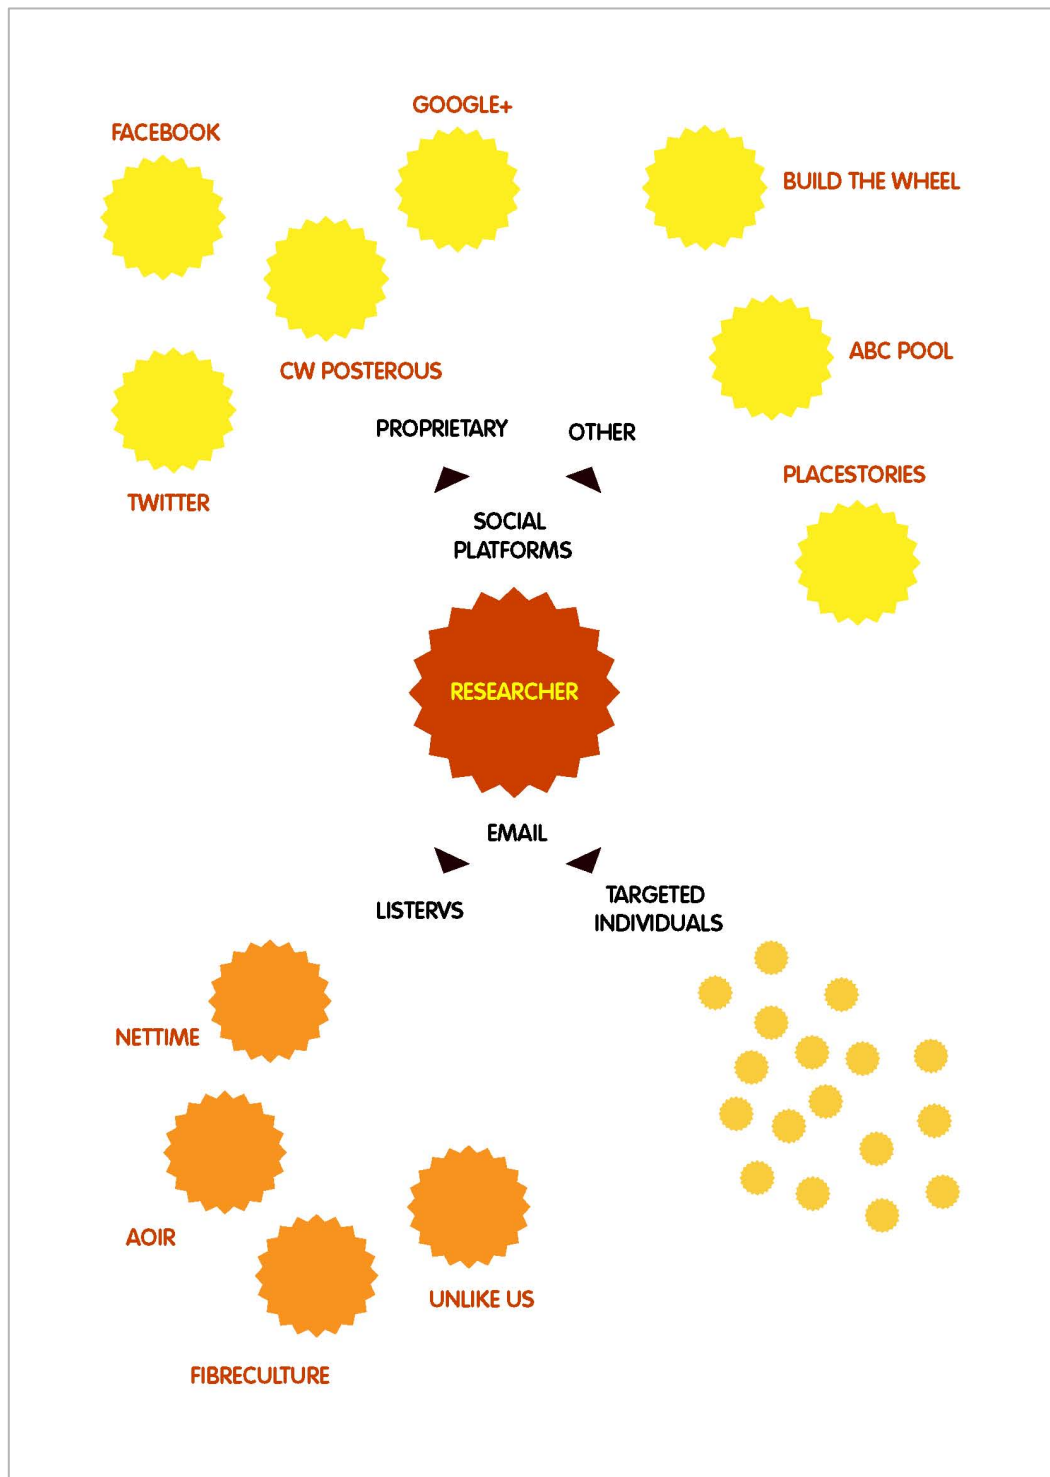 GOOGLE+
FACEBOOK
BUILD THE WHEEL
ABC POOL
CW POSTEROUS
PROPRIETARY
OTHER
PLACESTORIES
TWITTER
SOCIAL
PLATFORMS
RESEARCHER
EMAIL
LISTERVS
TARGETED
INDIVIDUALS
NETTIME
AOIR
UNLIKE US
FIBRECULTURE